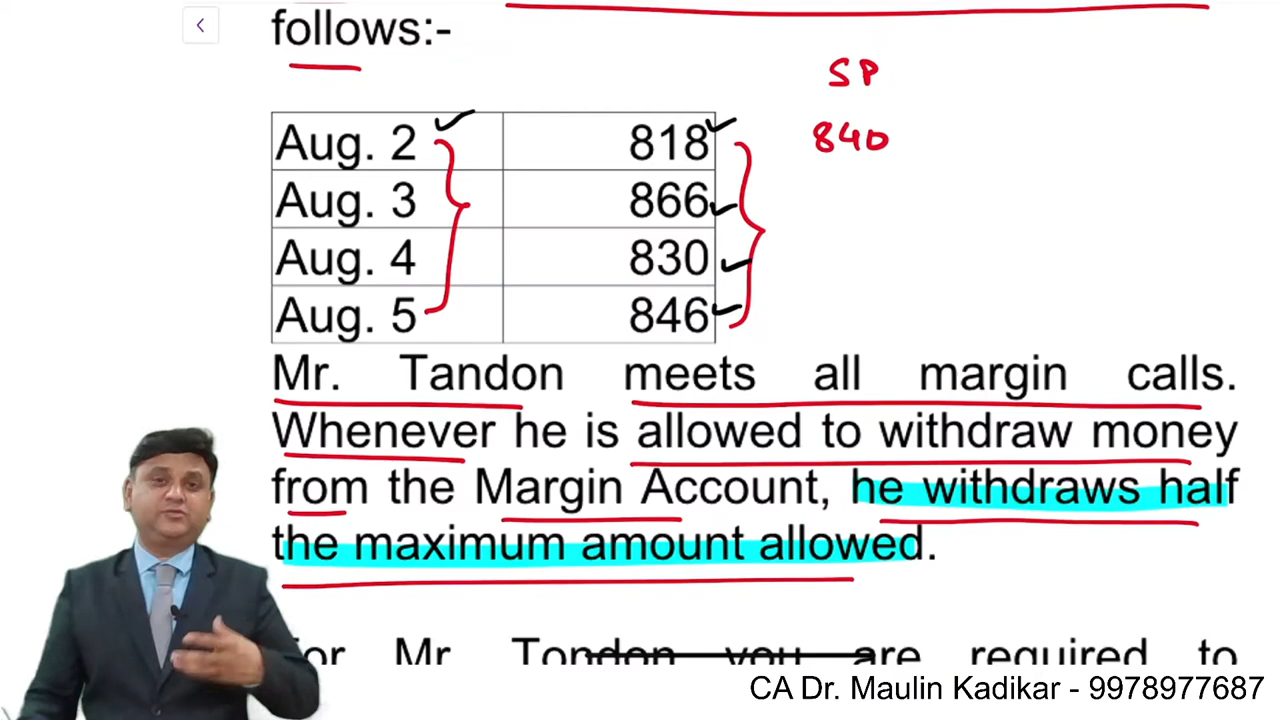 follows:-
SP
840
Aug. 2 818
Aug. 3 866
Aug. 4 830
Aug. 5 846
Mr. Tandon meets all margin calls.
Whenever he is allowed to withdraw money
from the Margin Account, he withdraws half
the maximum amount allowed.
For Mr. Tondon you are required to
CA Dr. Maulin Kadikar - 9978977687